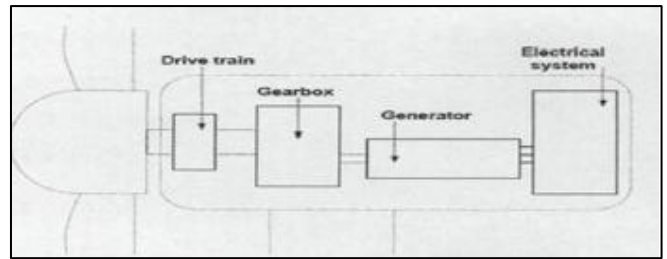 Drive train
Electrical
system
Gearbox
Generator